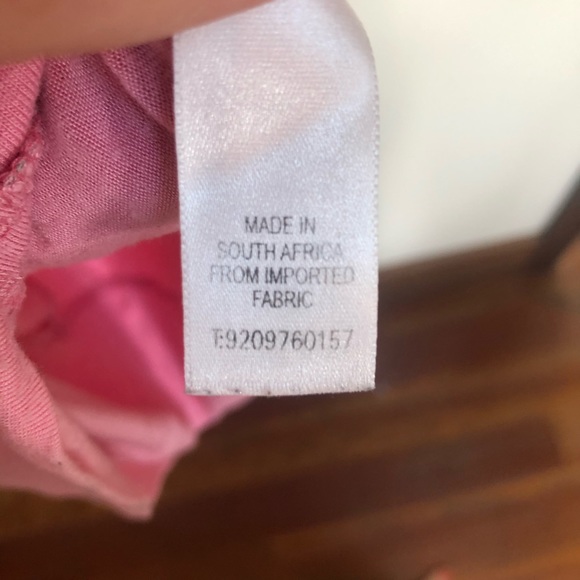 MADE IN
SOUTH AFRICA
FROM IMPORTED
FABRIC
T:9209760157